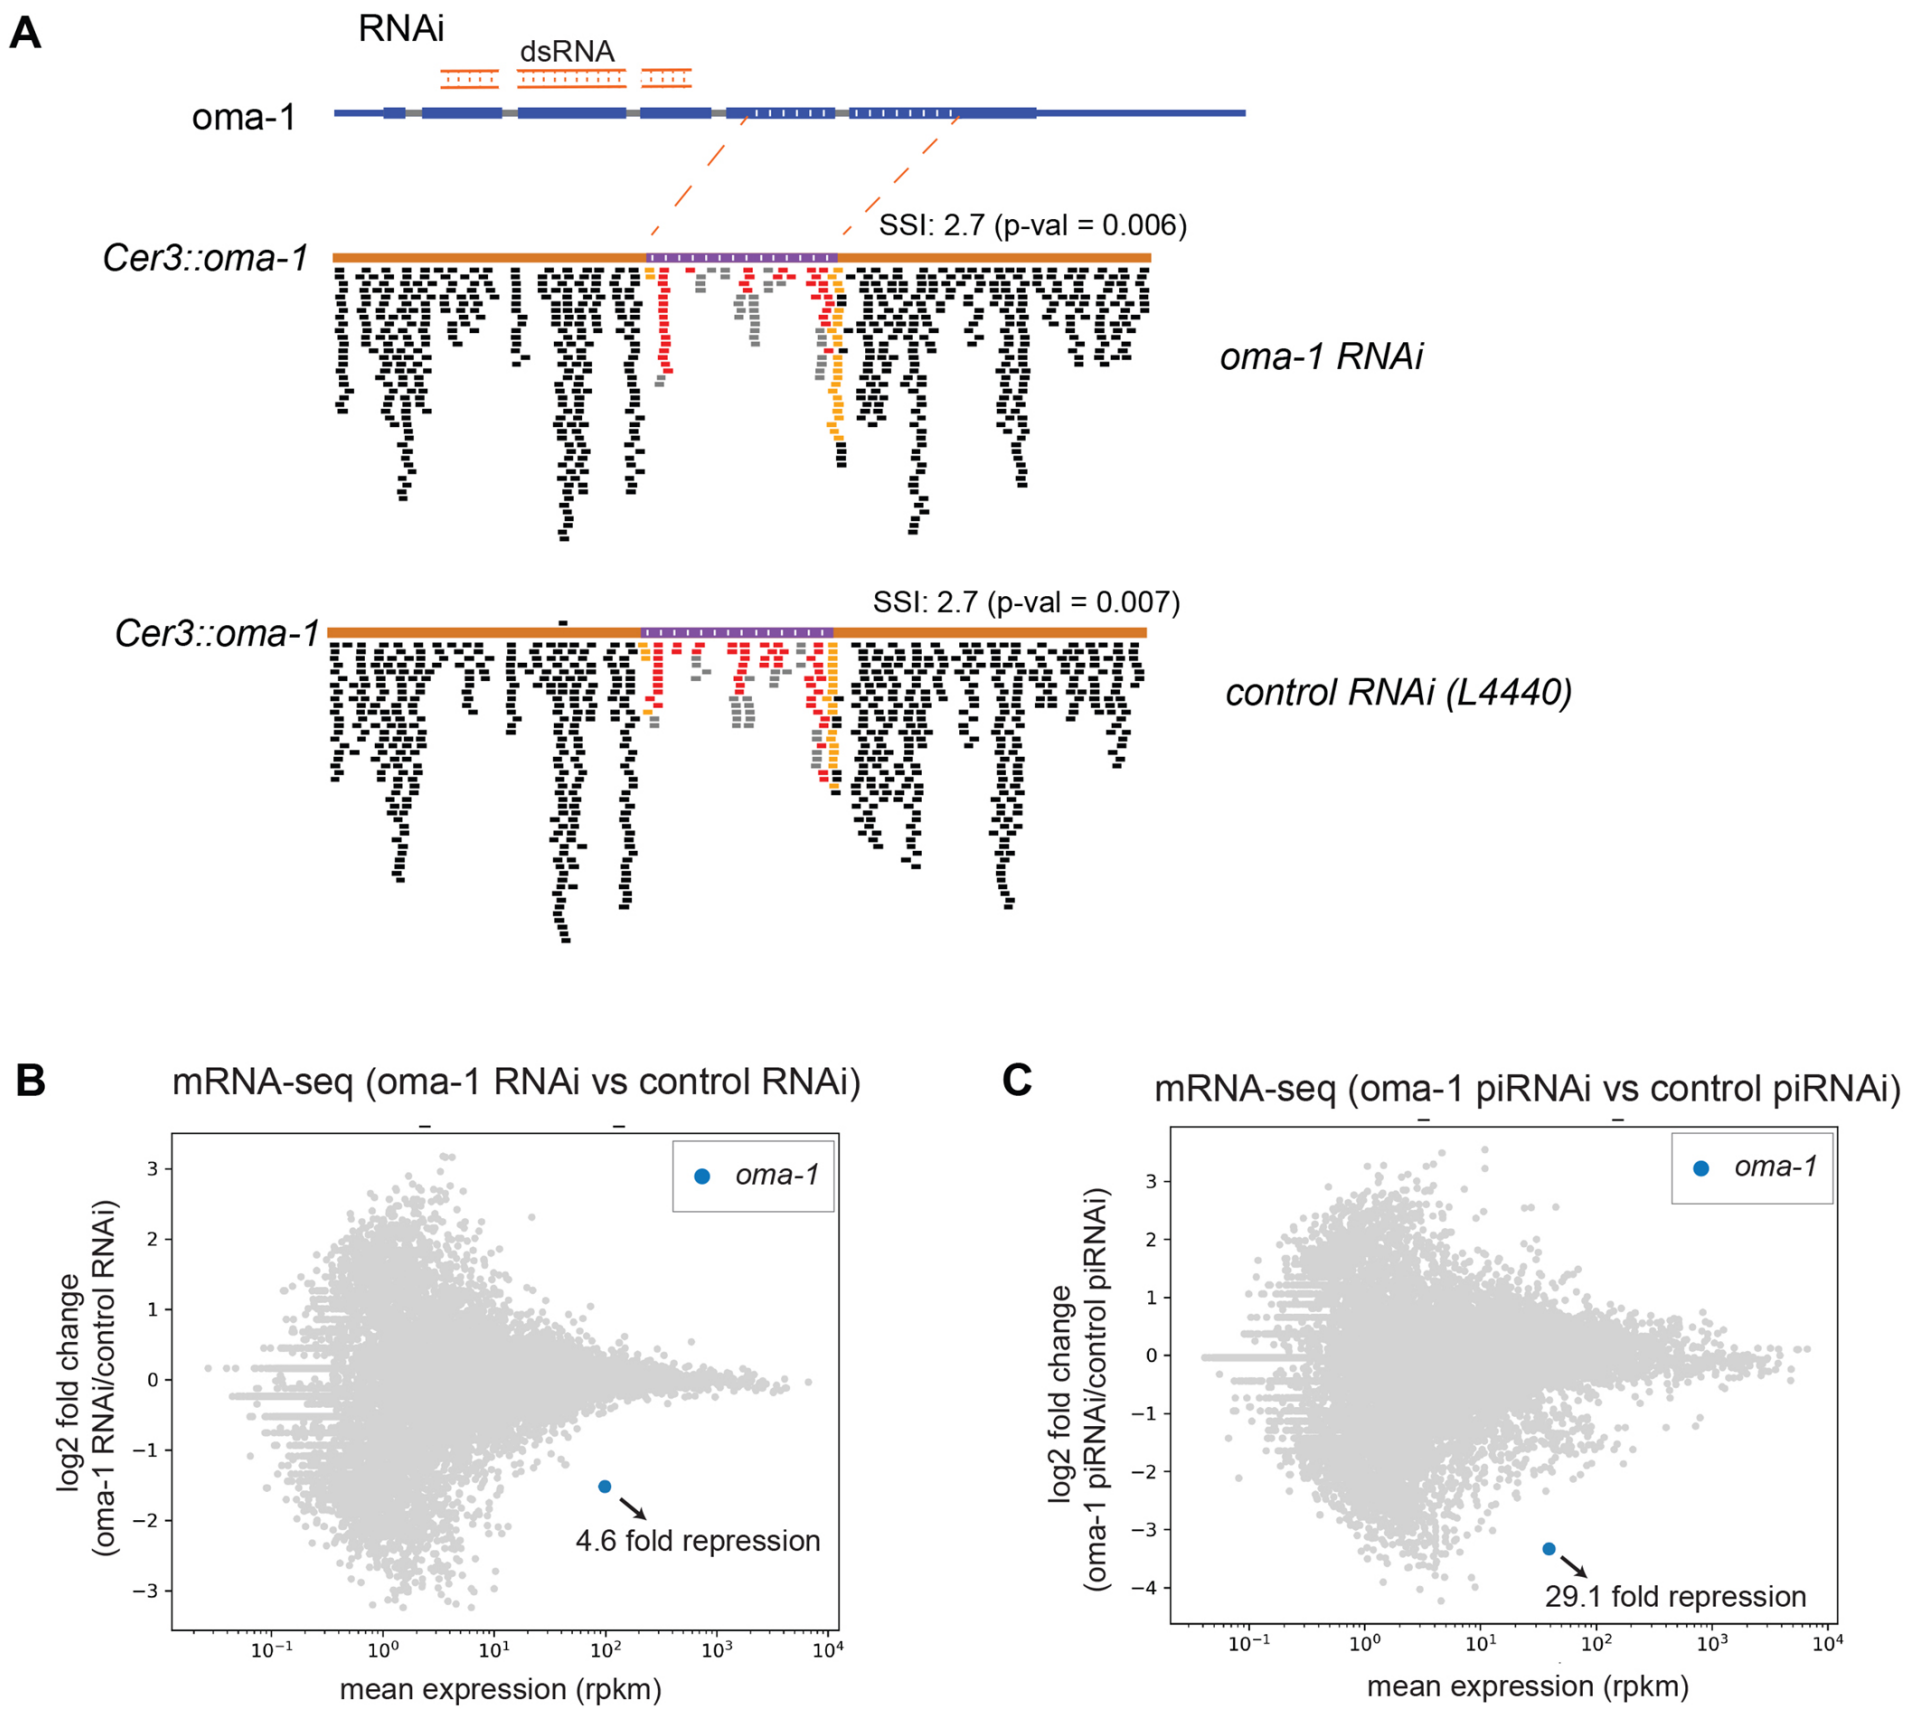 A
RNAi
dsRNA
oma-1
SSI: 2.7 (p-val = 0.006)
Cer3::oma-1
oma-1 RNAi
SSI: 2.7 (p-val = 0.007)
Cer3::oma-1
control RNAi (L4440)
B
mRNA-seq (oma-1 RNAi vs control RNAi)
oma-1
3
2
1
0
−1
−2
−3
log2 fold change
(oma-1 RNAi/control RNAi)
4.6 fold repression
10⁻¹ 10⁰ 10¹ 10² 10³ 10⁴
mean expression (rpkm)
C
mRNA-seq (oma-1 piRNAi vs control piRNAi)
oma-1
3
2
1
0
−1
−2
−3
−4
log2 fold change
(oma-1 piRNAi/control piRNAi)
29.1 fold repression
10⁻¹ 10⁰ 10¹ 10² 10³ 10⁴
mean expression (rpkm)